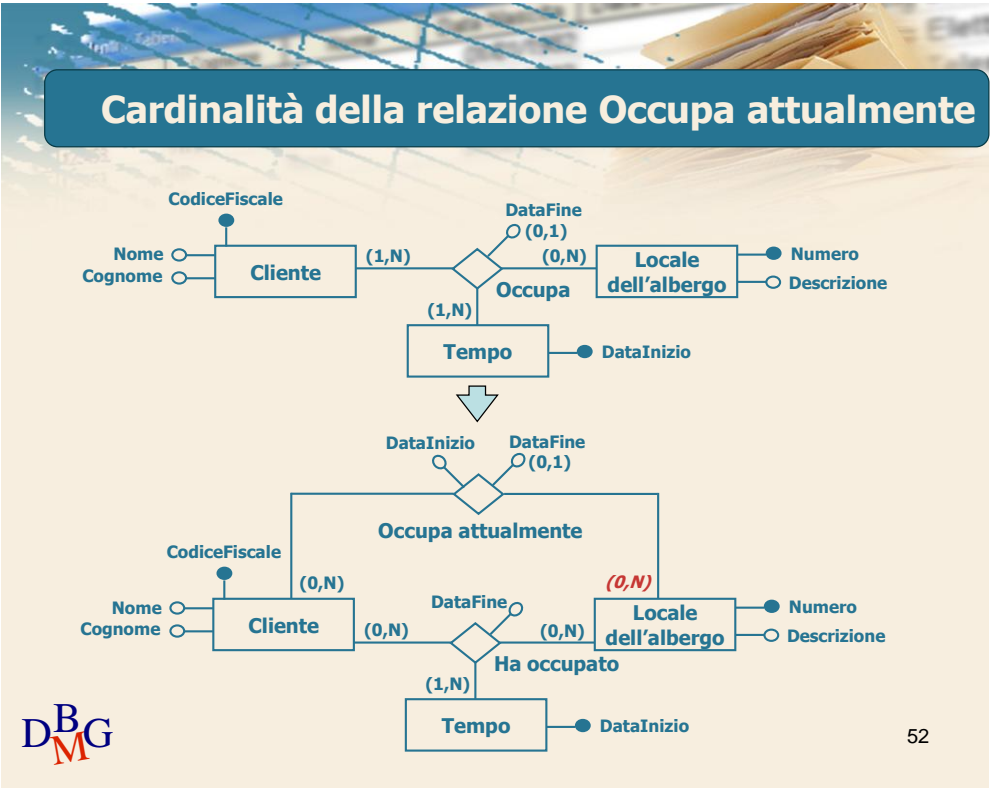 Cardinalità della relazione Occupa attualmente
CodiceFiscale
DataFine
(0,1)
Nome
Cognome
Cliente
(1,N)
(0,N)
Occupa
Locale
dell'albergo
Numero
Descrizione
(1,N)
Tempo
DataInizio
DataInizio
DataFine
(0,1)
Occupa attualmente
CodiceFiscale
(0,N)
(0,N)
Nome
Cognome
Cliente
(0,N)
DataFine
(0,N)
Ha occupato
Locale
dell'albergo
Numero
Descrizione
(1,N)
Tempo
DataInizio
DBMG
52